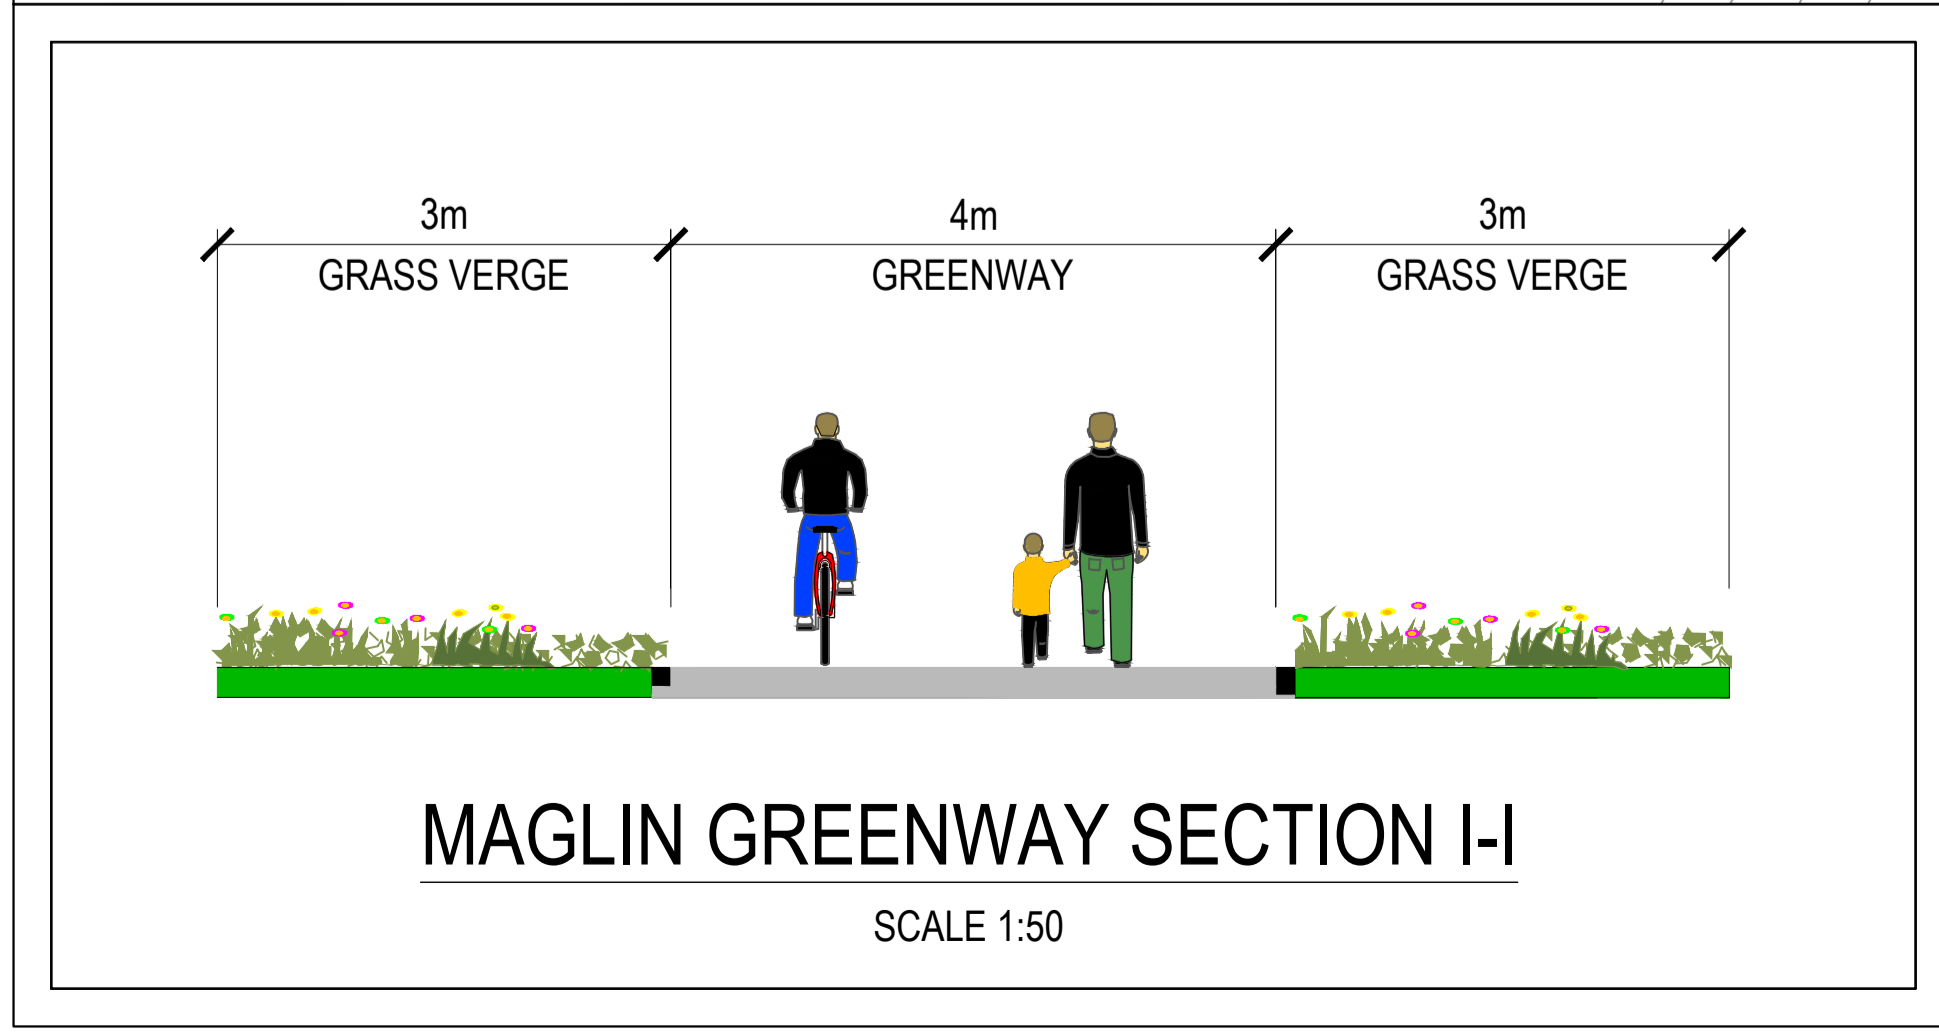 3m 4m 3m
GRASS VERGE GREENWAY GRASS VERGE
MAGLIN GREENWAY SECTION I-I
SCALE 1:50